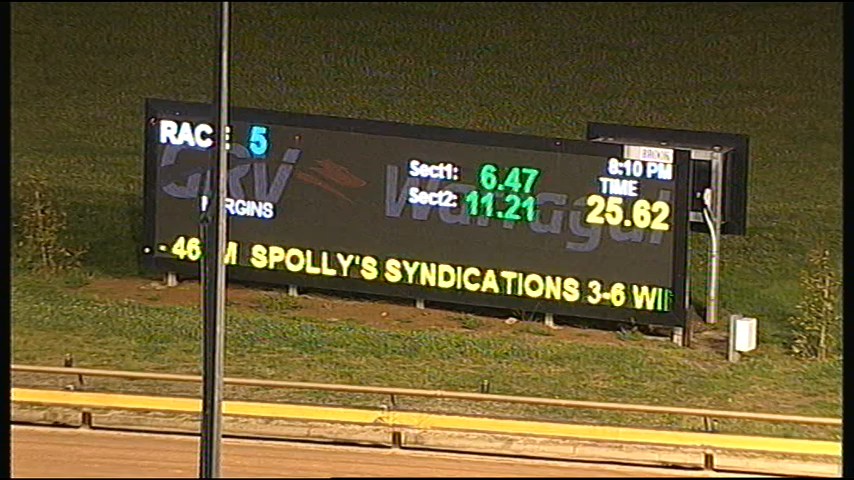 RACE 5
GRV
Warragul
Sect1: 6.47
Sect2: 11.21
8:10 PM
TIME
25.62
MARGINS
- 46 M SPOLLY'S SYNDICATIONS 3-6 WI